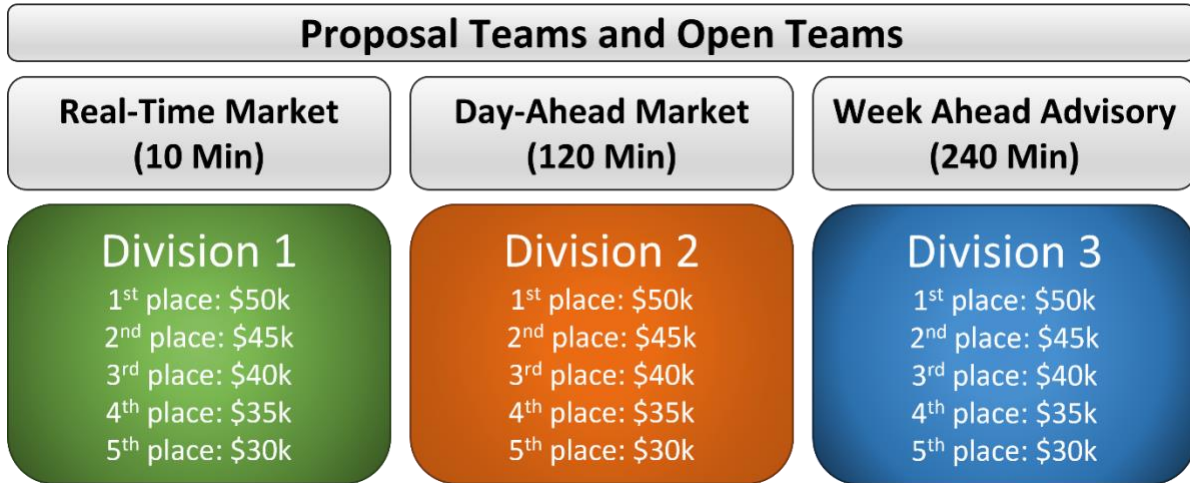 Proposal Teams and Open Teams
Real-Time Market
(10 Min)
Day-Ahead Market
(120 Min)
Week Ahead Advisory
(240 Min)
Division 1
1st place: $50k
2nd place: $45k
3rd place: $40k
4th place: $35k
5th place: $30k
Division 2
1st place: $50k
2nd place: $45k
3rd place: $40k
4th place: $35k
5th place: $30k
Division 3
1st place: $50k
2nd place: $45k
3rd place: $40k
4th place: $35k
5th place: $30k